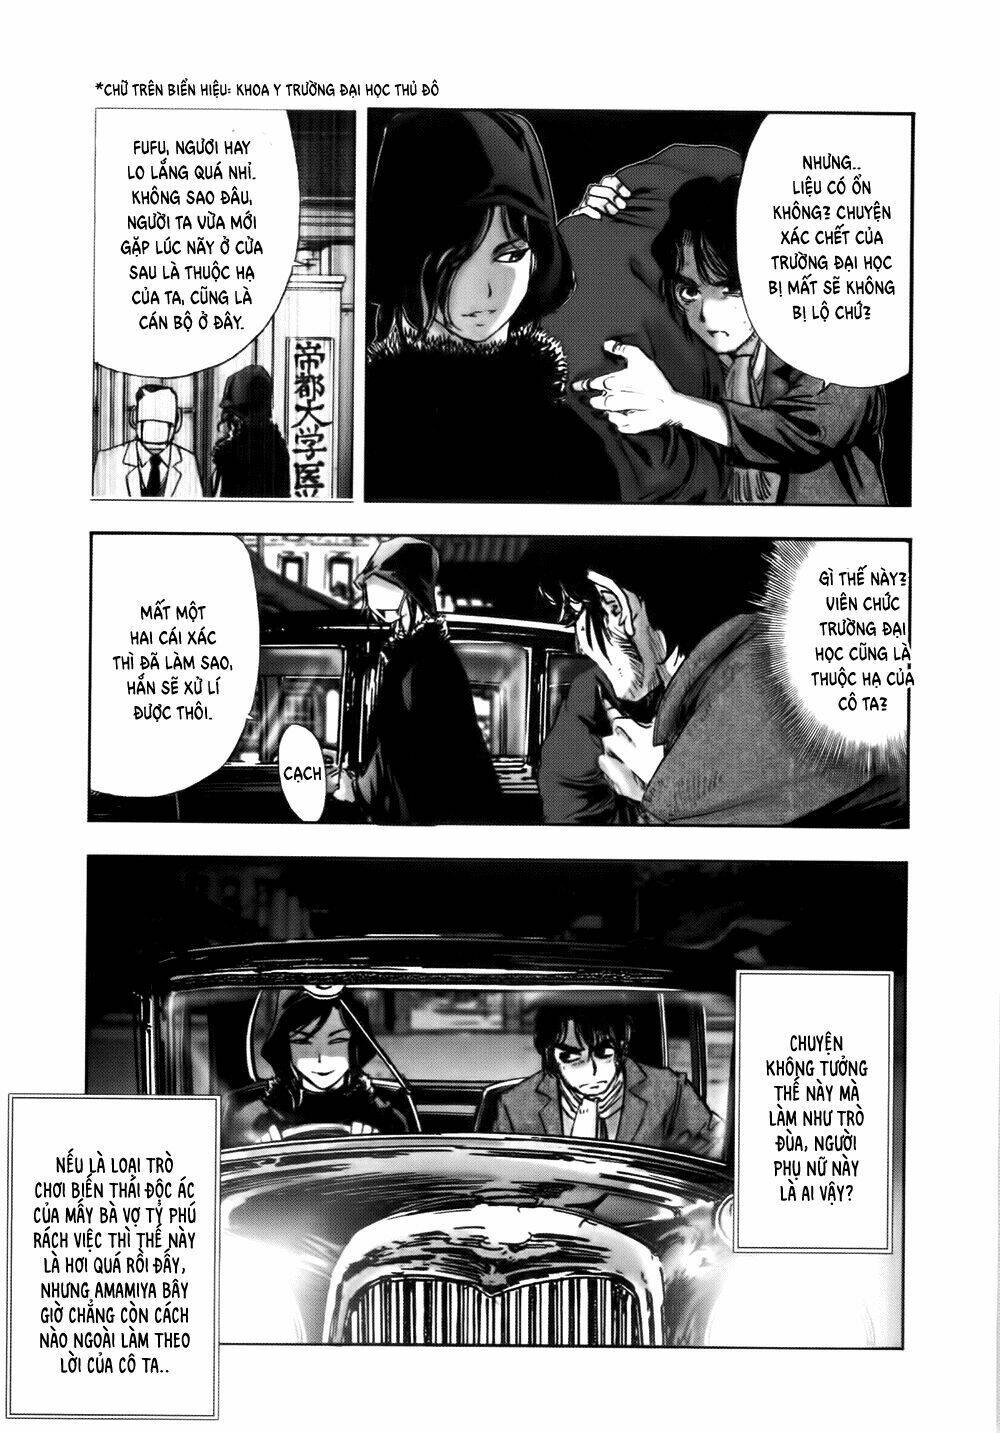 *CHỮ TRÊN BIỂN HIỆU: KHOA Y TRƯỜNG ĐẠI HỌC THỦ ĐÔ
NHƯNG..
LIỆU CÓ ỔN
KHÔNG? CHUYỆN
XÁC CHẾT CỦA
TRƯỜNG ĐẠI HỌC
BỊ MẤT SẼ KHÔNG
BỊ LỘ CHỨ?
FUFU, NGƯƠI HAY
LO LẮNG QUÁ NHỈ.
KHÔNG SAO ĐÂU,
NGƯỜI TA VỪA MỚI
GẶP LÚC NÃY Ở CỬA
SAU LÀ THUỘC HẠ
CỦA TA, CŨNG LÀ
CÁN BỘ Ở ĐÂY.
帝都大学医
GÌ THẾ NÀY?
VIÊN CHỨC
TRƯỜNG ĐẠI
HỌC CŨNG LÀ
THUỘC HẠ CỦA
CÔ TA?
MẤT MỘT
HAI CÁI XÁC
THÌ ĐÃ LÀM SAO,
HẮN SẼ XỬ LÍ
ĐƯỢC THÔI.
CẠCH
CHUYỆN
KHÔNG TƯỞNG
THẾ NÀY MÀ
LÀM NHƯ TRÒ
ĐÙA, NGƯỜI
PHỤ NỮ NÀY
LÀ AI VẬY?
NẾU LÀ LOẠI TRÒ
CHƠI BIẾN THÁI ĐỘC ÁC
CỦA MẤY BÀ VỢ TỶ PHÚ
RÁCH VIỆC THÌ THẾ NÀY
LÀ HƠI QUÁ RỒI ĐẤY,
NHƯNG AMAMIYA BÂY
GIỜ CHẲNG CÒN CÁCH
NÀO NGOÀI LÀM THEO
LỜI CỦA CÔ TA..